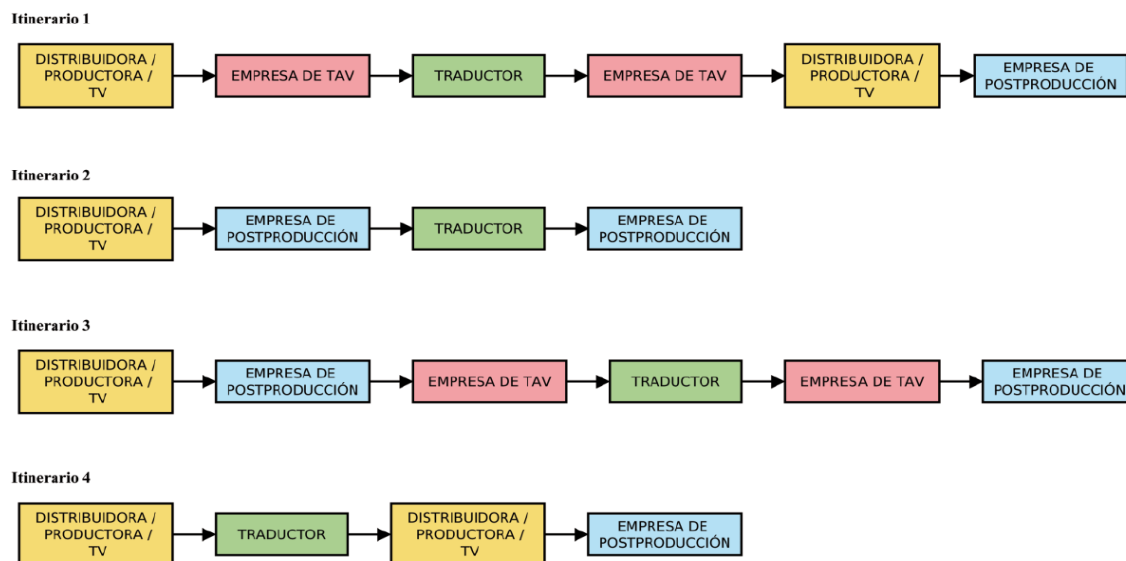 Itinerario 1
DISTRIBUIDORA /
PRODUCTORA /
TV
EMPRESA DE TAV
TRADUCTOR
EMPRESA DE TAV
DISTRIBUIDORA /
PRODUCTORA /
TV
EMPRESA DE
POSTPRODUCCIÓN
Itinerario 2
DISTRIBUIDORA /
PRODUCTORA /
TV
EMPRESA DE
POSTPRODUCCIÓN
TRADUCTOR
EMPRESA DE
POSTPRODUCCIÓN
Itinerario 3
DISTRIBUIDORA /
PRODUCTORA /
TV
EMPRESA DE
POSTPRODUCCIÓN
EMPRESA DE TAV
TRADUCTOR
EMPRESA DE TAV
EMPRESA DE
POSTPRODUCCIÓN
Itinerario 4
DISTRIBUIDORA /
PRODUCTORA /
TV
TRADUCTOR
DISTRIBUIDORA /
PRODUCTORA /
TV
EMPRESA DE
POSTPRODUCCIÓN